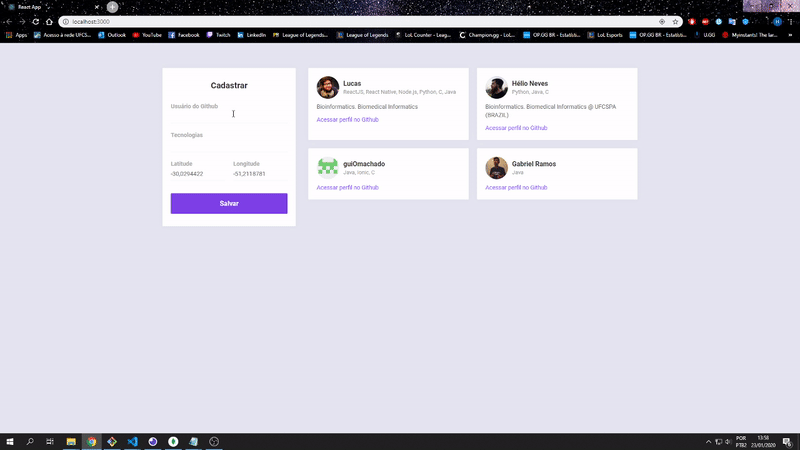 React App
localhost:3000
Apps
Acesso à rede UFCS...
Outlook
YouTube
Facebook
Twitch
LinkedIn
League of Legends...
League of Legends
LoL Counter - Leag...
Champion.gg - LoL...
OP.GG BR - Estatíst...
LoL Esports
OP.GG BR - Estatíst...
U.GG
Myinstants! The lar...
Cadastrar
Usuário do Github
Tecnologias
Latitude
Longitude
-30,0294422
-51,2118781
Salvar
Lucas
ReactJS, React Native, Node.js, Python, C, Java
Bioinformatics. Biomedical Informatics
Acessar perfil no Github
Hélio Neves
Python, Java, C
Bioinformatics. Biomedical Informatics @ UFCSPA
(BRAZIL)
Acessar perfil no Github
guiOmachado
Java, Ionic, C
Acessar perfil no Github
Gabriel Ramos
Java
Acessar perfil no Github
POR
PTB2
13:58
23/01/2020